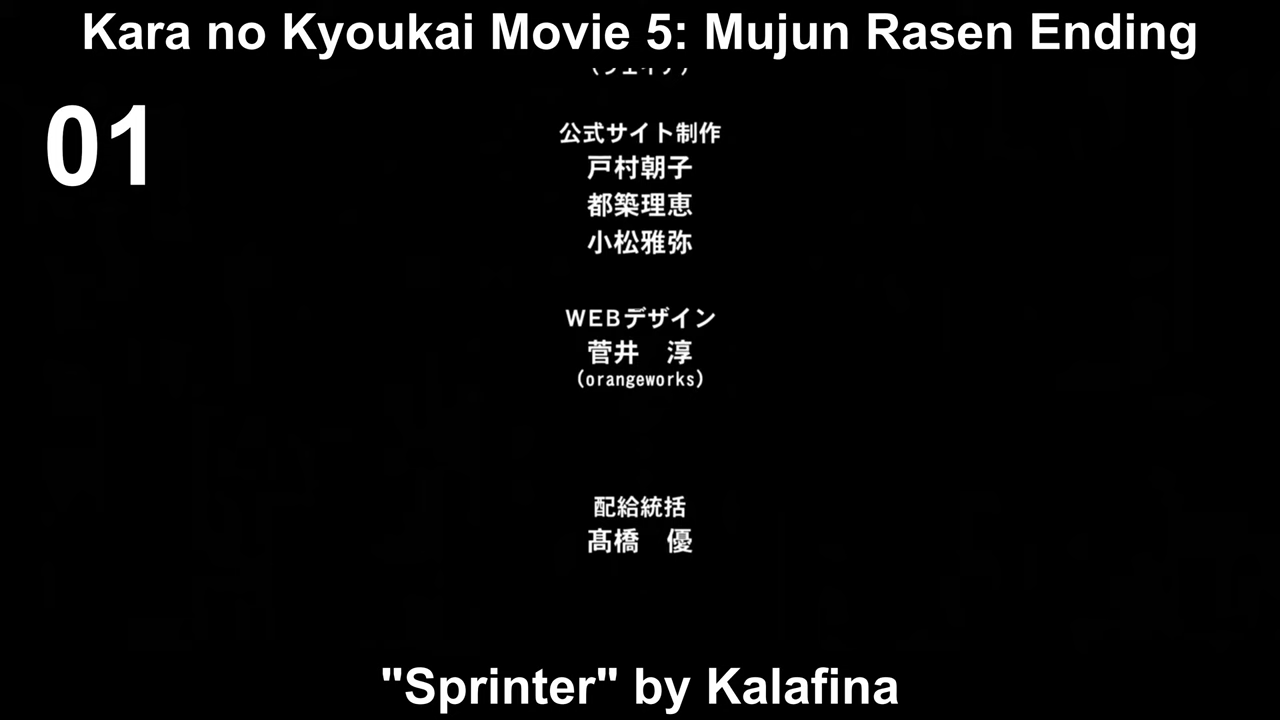 Kara no Kyoukai Movie 5: Mujun Rasen Ending
01
公式サイト制作
戸村朝子
都築理恵
小松雅弥
WEBデザイン
菅井　淳
(orangeworks)
配給統括
髙橋　優
"Sprinter" by Kalafina